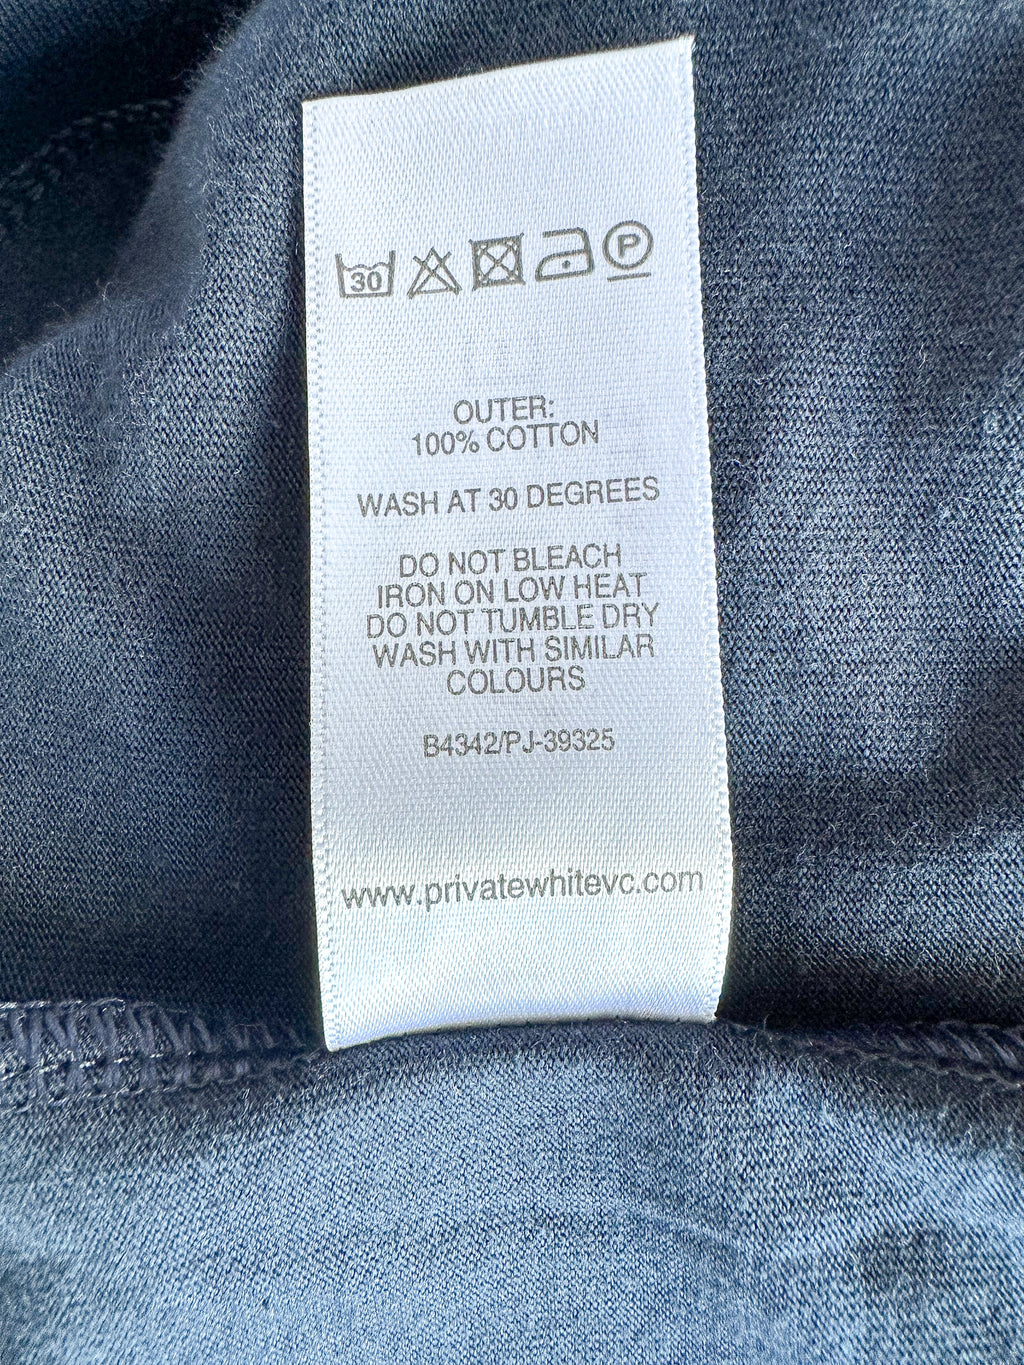 30 P
OUTER:
100% COTTON
WASH AT 30 DEGREES
DO NOT BLEACH
IRON ON LOW HEAT
DO NOT TUMBLE DRY
WASH WITH SIMILAR
COLOURS
B4342/PJ-39325
www.privatewhitevc.com